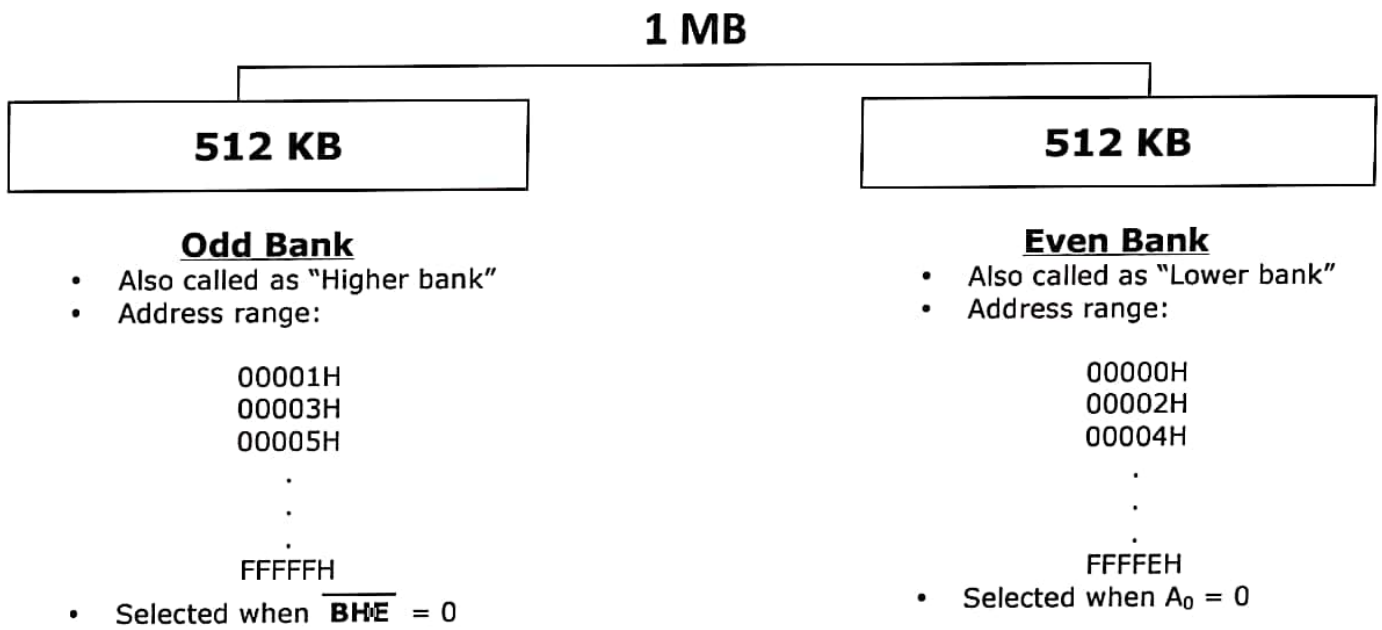 1 MB
512 KB
512 KB
Odd Bank
• Also called as “Higher bank”
• Address range:
00001H
00003H
00005H
.
.
.
FFFFFH
• Selected when BHE = 0
Even Bank
• Also called as “Lower bank”
• Address range:
00000H
00002H
00004H
.
.
.
FFFFEH
• Selected when A₀ = 0